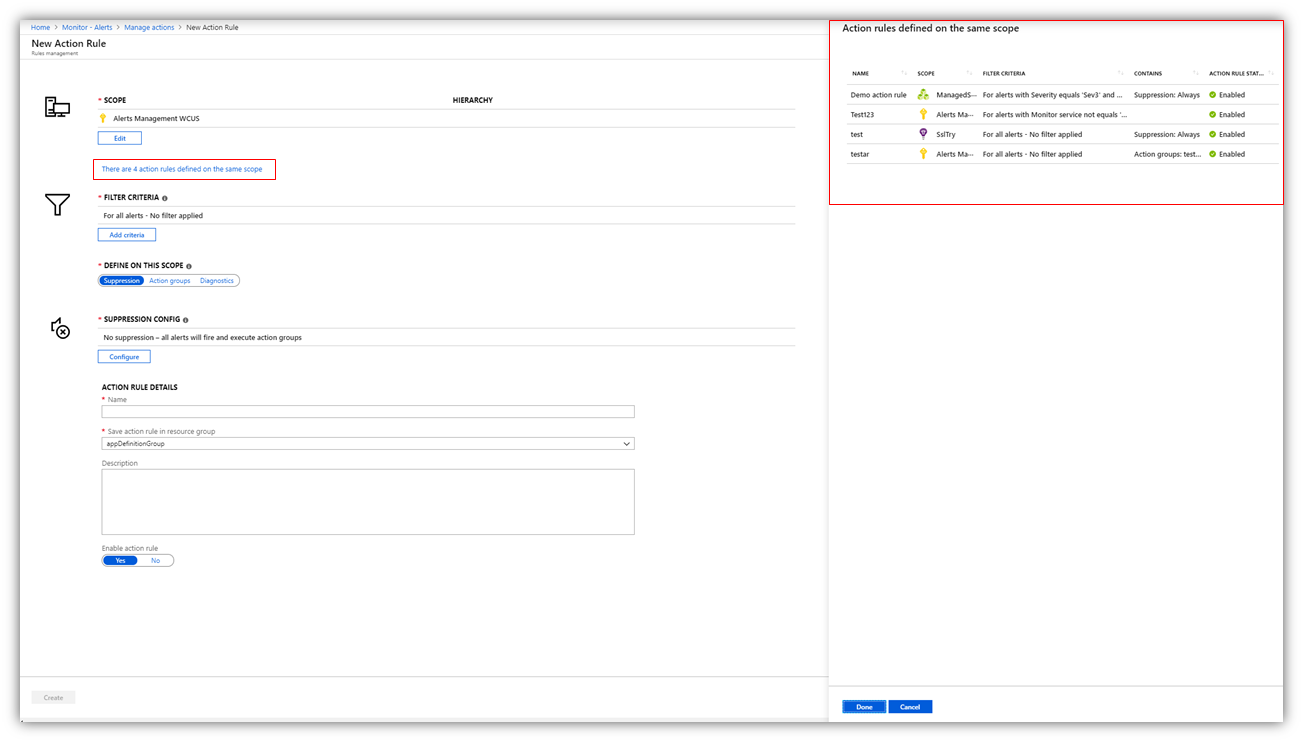 Home > Monitor - Alerts > Manage actions > New Action Rule
New Action Rule
Rules management
* SCOPE HIERARCHY
Alerts Management WCUS
Edit
There are 4 action rules defined on the same scope
* FILTER CRITERIA
For all alerts - No filter applied
Add criteria
* DEFINE ON THIS SCOPE
Suppression Action groups Diagnostics
* SUPPRESSION CONFIG
No suppression – all alerts will fire and execute action groups
Configure
ACTION RULE DETAILS
* Name
* Save action rule in resource group
appDefinitionGroup
Description
Enable action rule
Yes No
Create
Action rules defined on the same scope
NAME SCOPE FILTER CRITERIA CONTAINS ACTION RULE STAT...
Demo action rule ManagedS... For alerts with Severity equals 'Sev3' and ... Suppression: Always Enabled
Test123 Alerts Ma... For alerts with Monitor service not equals '... Enabled
test SslTry For all alerts - No filter applied Suppression: Always Enabled
testar Alerts Ma... For all alerts - No filter applied Action groups: test... Enabled
Done Cancel